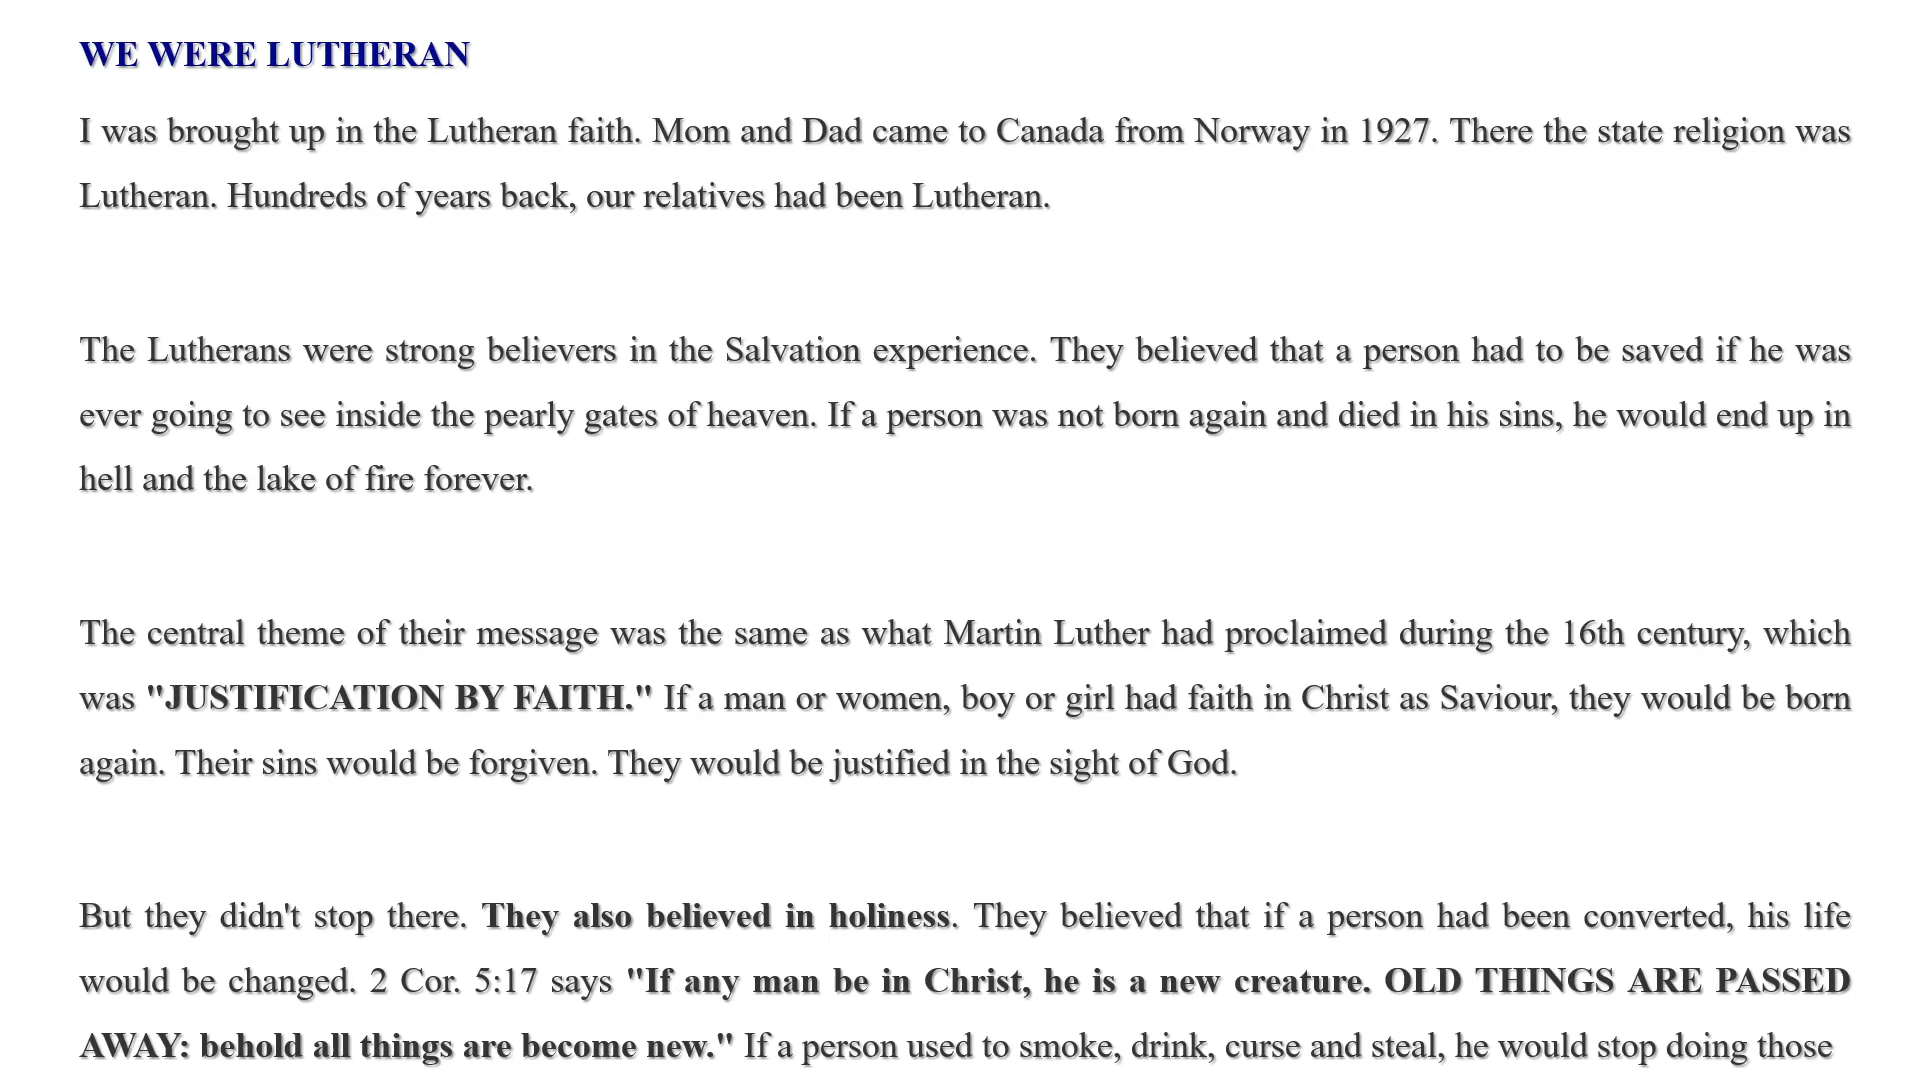 WE WERE LUTHERAN
I was brought up in the Lutheran faith. Mom and Dad came to Canada from Norway in 1927. There the state religion was
Lutheran. Hundreds of years back, our relatives had been Lutheran.
The Lutherans were strong believers in the Salvation experience. They believed that a person had to be saved if he was
ever going to see inside the pearly gates of heaven. If a person was not born again and died in his sins, he would end up in
hell and the lake of fire forever.
The central theme of their message was the same as what Martin Luther had proclaimed during the 16th century, which
was "JUSTIFICATION BY FAITH." If a man or women, boy or girl had faith in Christ as Saviour, they would be born
again. Their sins would be forgiven. They would be justified in the sight of God.
But they didn't stop there. They also believed in holiness. They believed that if a person had been converted, his life
would be changed. 2 Cor. 5:17 says "If any man be in Christ, he is a new creature. OLD THINGS ARE PASSED
AWAY: behold all things are become new." If a person used to smoke, drink, curse and steal, he would stop doing those